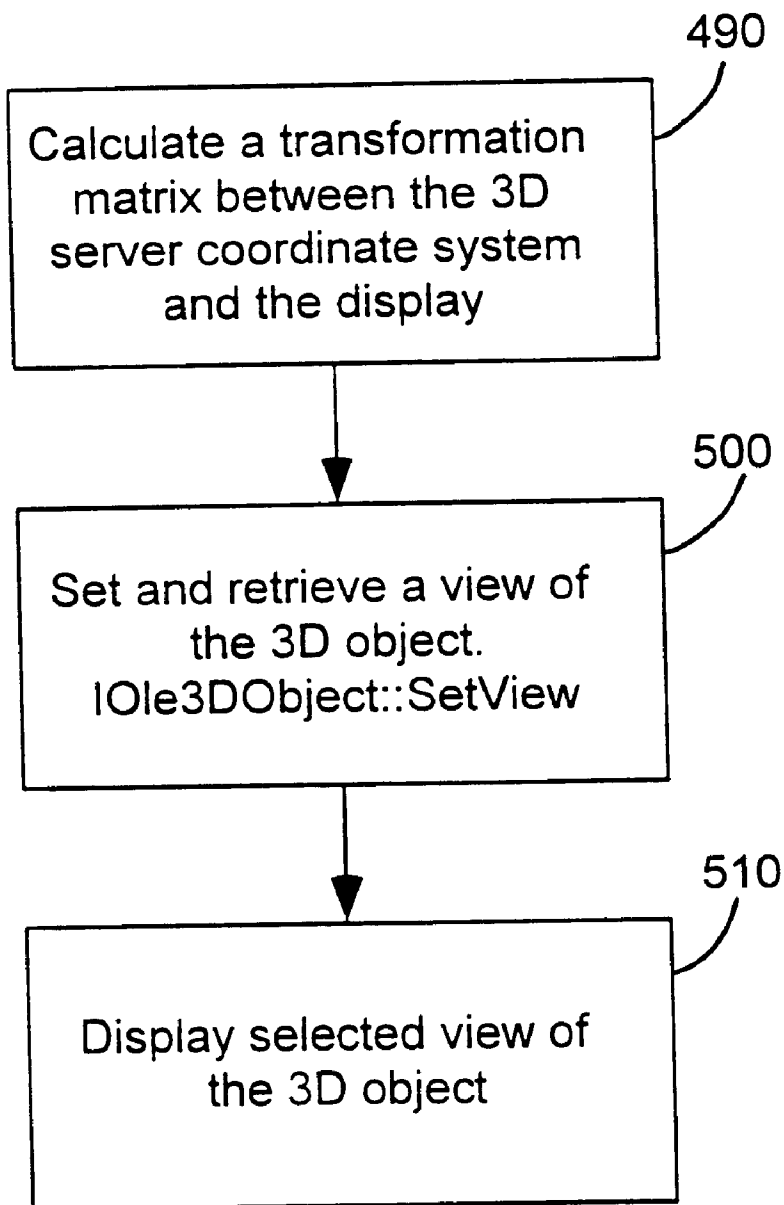 490
Calculate a transformation
matrix between the 3D
server coordinate system
and the display
500
Set and retrieve a view of
the 3D object.
IOle3DObject::SetView
510
Display selected view of
the 3D object